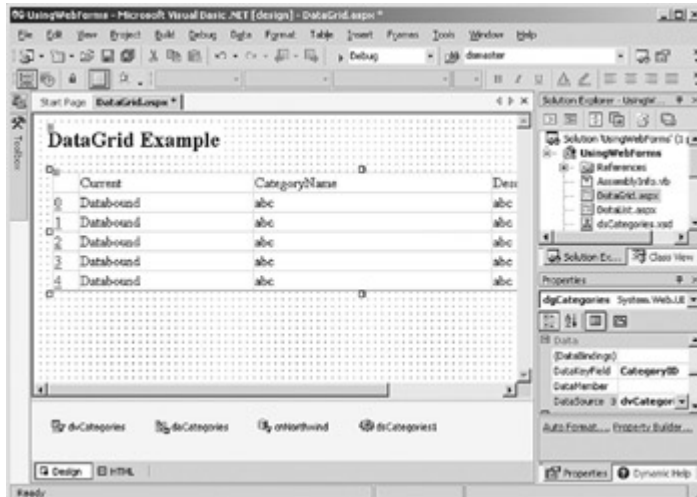 UsingWebForms - Microsoft Visual Basic .NET [design] - DataGrid.aspx *
File Edit View Project Build Debug Data Format Table Insert Frames Tools Window Help
Debug dsmaster
B I U A
Start Page DataGrid.aspx *
Toolbox
DataGrid Example
Current CategoryName Desc
0 Databound abc abc
1 Databound abc abc
2 Databound abc abc
3 Databound abc abc
4 Databound abc abc
dvCategories daCategories cnNorthwind dsCategories1
Design HTML
Ready
Solution Explorer - UsingW...
Solution 'UsingWebForms' (1
UsingWebForms
References
AssemblyInfo.vb
DataGrid.aspx
DataList.aspx
dsCategories.xsd
Solution Ex... Class View
Properties
dgCategories System.Web.UI
Data
(DataBindings)
DataKeyField CategoryID
DataMember
DataSource dvCategori
Auto Format..., Property Builder...
Properties Dynamic Help